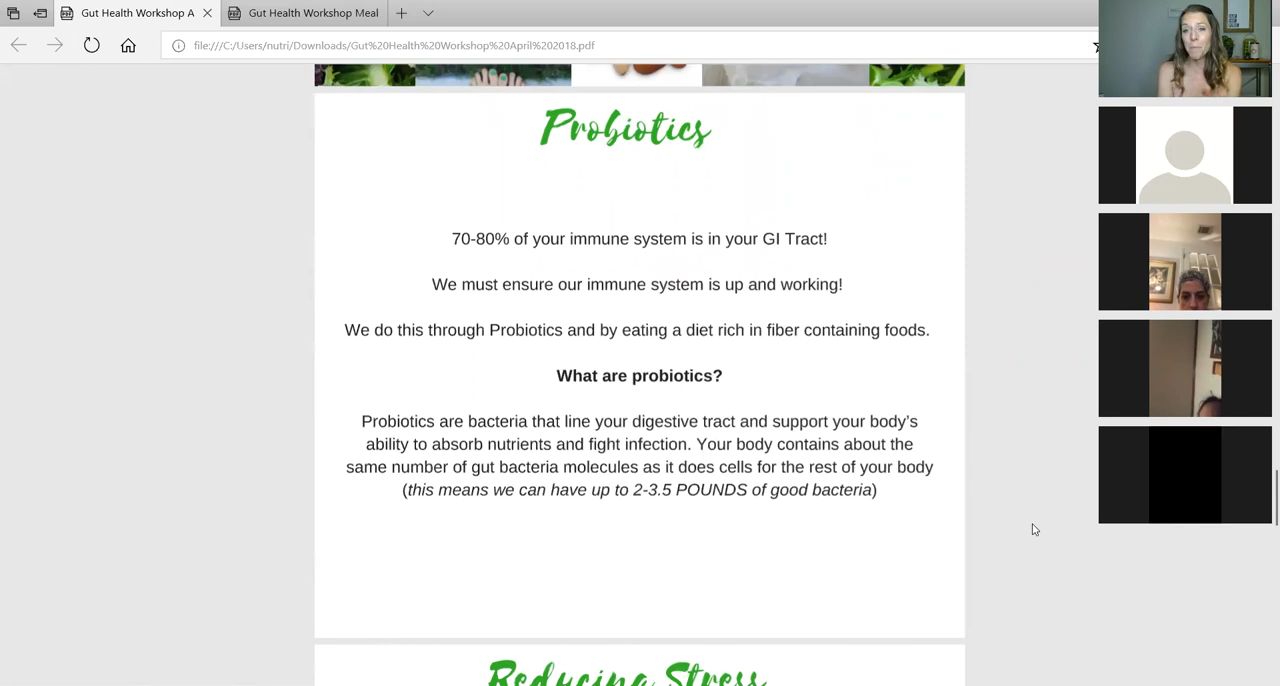 Gut Health Workshop A
Gut Health Workshop Meal
file:///C:/Users/nutri/Downloads/Gut%20Health%20Workshop%20April%202018.pdf
Probiotics
70-80% of your immune system is in your GI Tract!
We must ensure our immune system is up and working!
We do this through Probiotics and by eating a diet rich in fiber containing foods.
What are probiotics?
Probiotics are bacteria that line your digestive tract and support your body's
ability to absorb nutrients and fight infection. Your body contains about the
same number of gut bacteria molecules as it does cells for the rest of your body
(this means we can have up to 2-3.5 POUNDS of good bacteria)
Reducing Stress